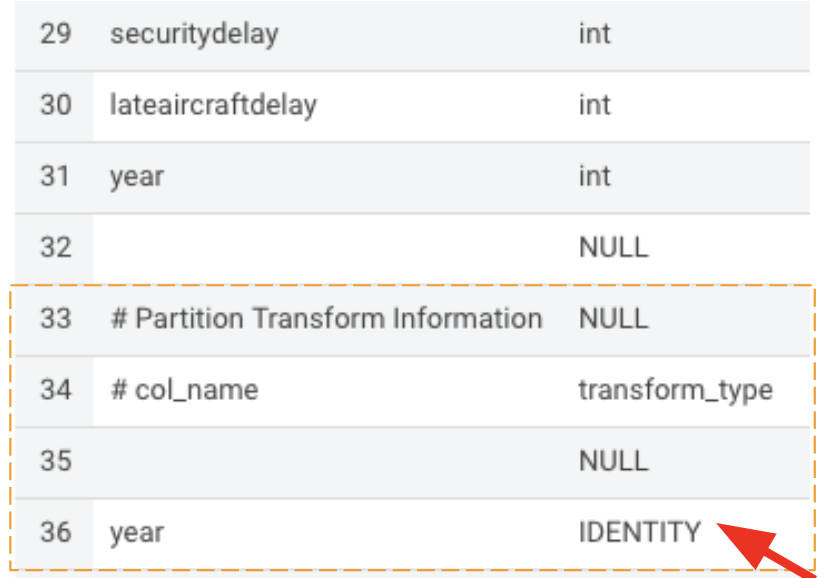 29 securitydelay int
30 lateaircraftdelay int
31 year int
32 NULL
33 # Partition Transform Information NULL
34 # col_name transform_type
35 NULL
36 year IDENTITY